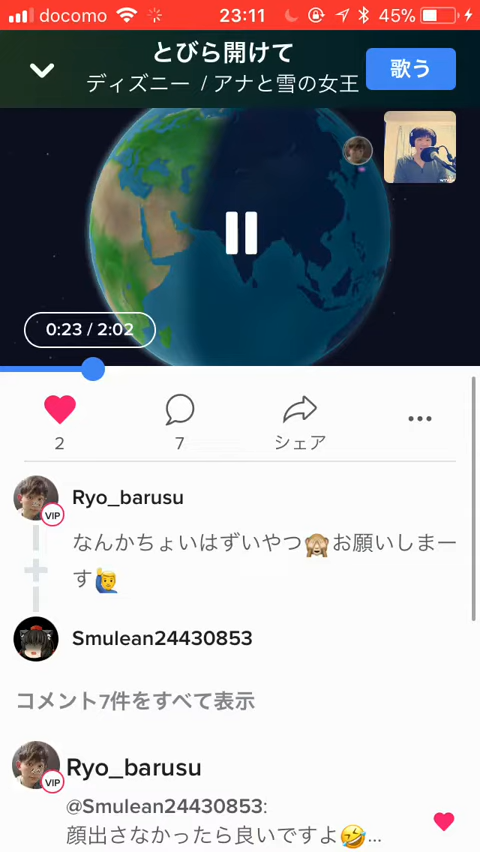 docomo 23:11 45%
とびら開けて
ディズニー / アナと雪の女王
歌う
0:23 / 2:02
2 7 シェア
Ryo_barusu
VIP
なんかちょいはずいやつ🙈お願いしまー
す🙋‍♂️
Smulean24430853
コメント7件をすべて表示
Ryo_barusu
VIP
@Smulean24430853:
顔出さなかったら良いですよ🤣...